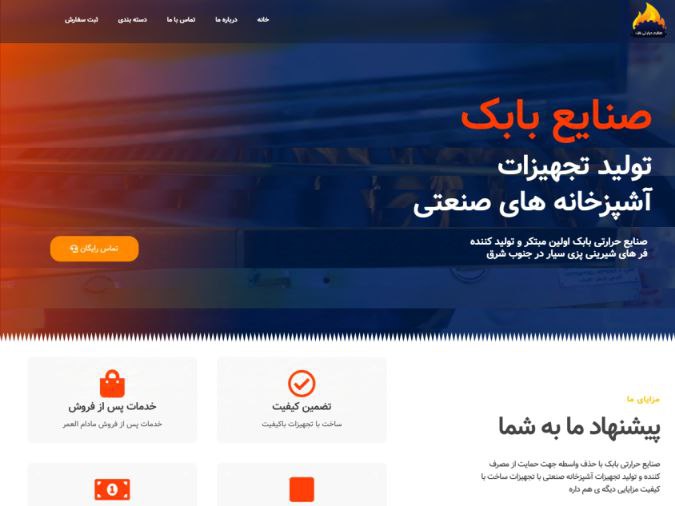 خانه
درباره ما
تماس با ما
دسته بندی
ثبت سفارش
صنایع بابک
تولید تجهیزات
آشپزخانه های صنعتی
صنایع حرارتی بابک اولین مبتکر و تولید کننده
فر های شیرینی پزی سیار در جنوب شرق
تماس رایگان
مزایای ما
پیشنهاد ما به شما
صنایع حرارتی بابک با حذف واسطه جهت حمایت از مصرف
کننده و تولید تجهیزات آشپزخانه صنعتی با تجهیزات ساخت با
کیفیت مزایایی دیگه ی هم داره
تضمین کیفیت
ساخت با تجهیزات باکیفیت
خدمات پس از فروش
خدمات پس از فروش مادام العمر